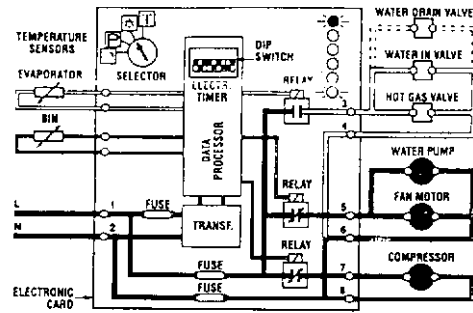 TEMPERATURE
SENSORS
EVAPORATOR
BIN
L
N
ELECTRONIC
CARD
SELECTOR
DIP
SWITCH
ELECTR.
TIMER
DATA
PROCESSOR
TRANSF.
1
2
FUSE
FUSE
FUSE
RELAY
RELAY
RELAY
3
4
5
6
7
8
WATER DRAIN VALVE
WATER IN VALVE
HOT GAS VALVE
WATER PUMP
FAN MOTOR
COMPRESSOR